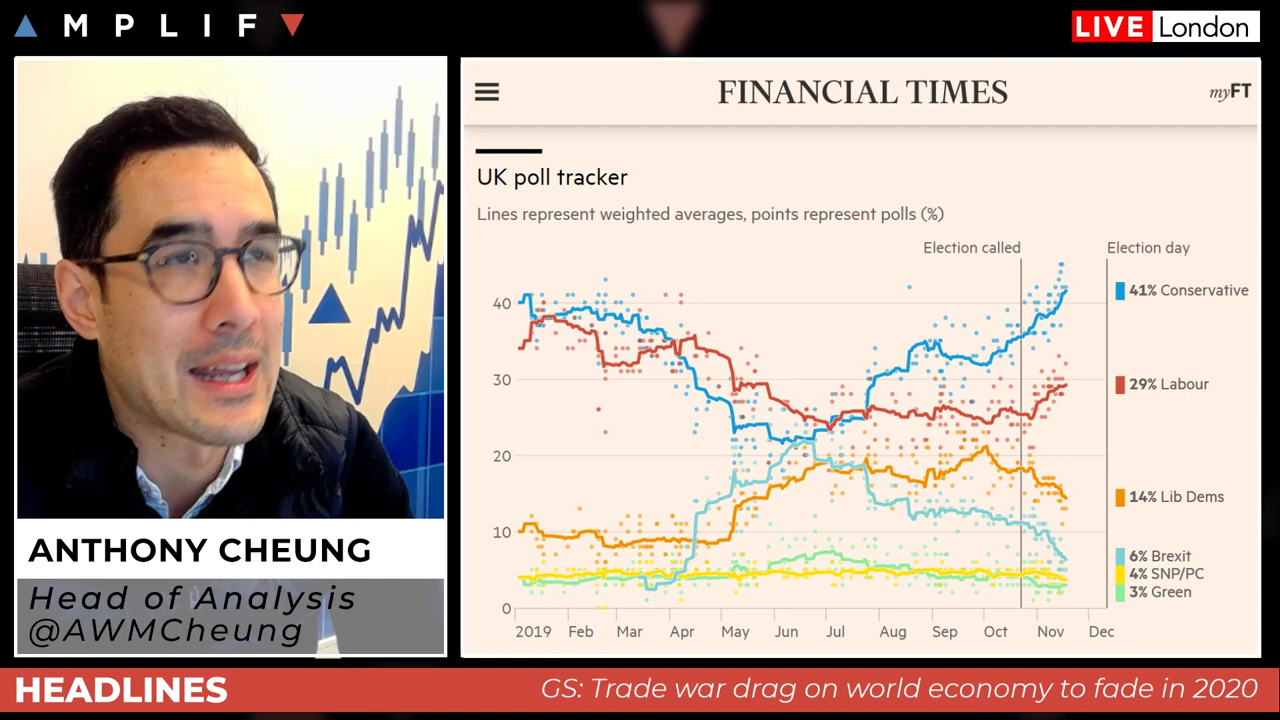 MPLIF
LIVE London
FINANCIAL TIMES
myFT
UK poll tracker
Lines represent weighted averages, points represent polls (%)
Election called
Election day
40
30
20
10
0
2019 Feb Mar Apr May Jun Jul Aug Sep Oct Nov Dec
41% Conservative
29% Labour
14% Lib Dems
6% Brexit
4% SNP/PC
3% Green
ANTHONY CHEUNG
Head of Analysis
@AWMCheung
HEADLINES
GS: Trade war drag on world economy to fade in 2020